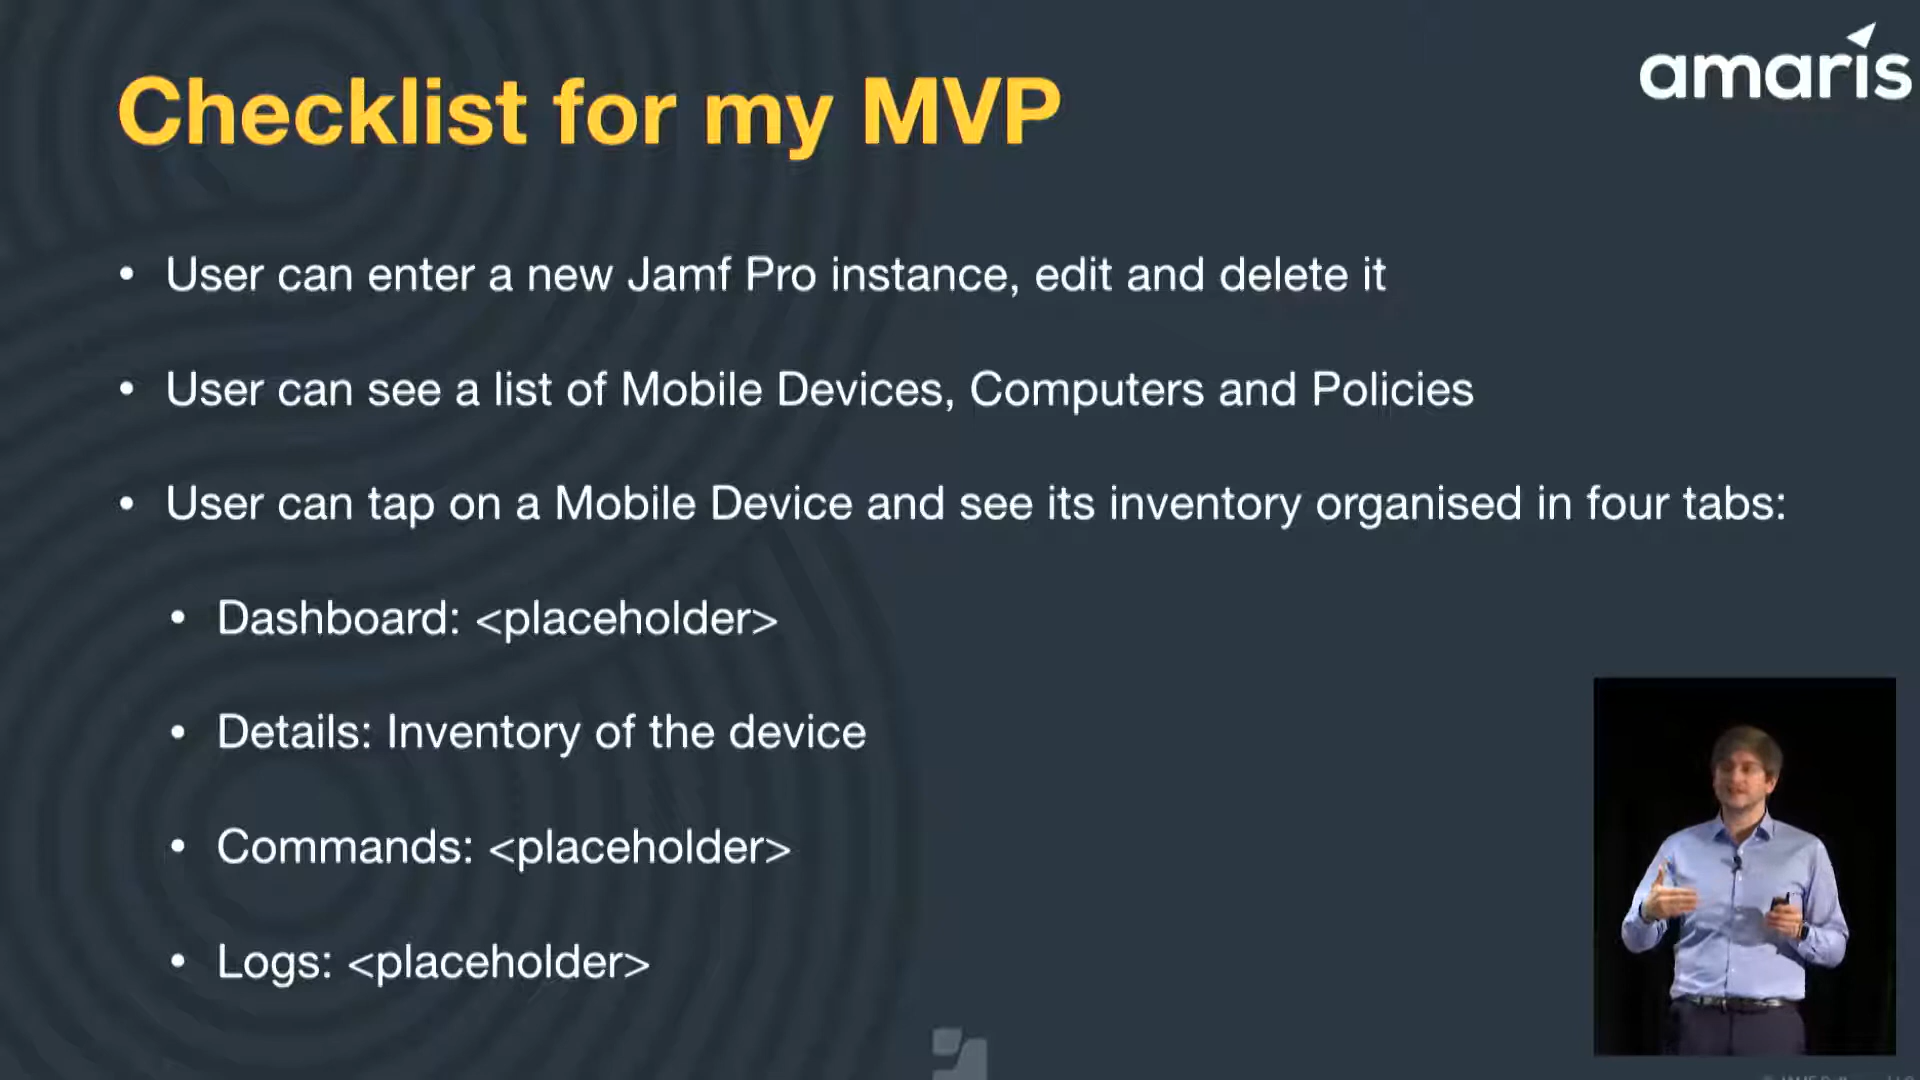 amaris
Checklist for my MVP
• User can enter a new Jamf Pro instance, edit and delete it
• User can see a list of Mobile Devices, Computers and Policies
• User can tap on a Mobile Device and see its inventory organised in four tabs:
• Dashboard: <placeholder>
• Details: Inventory of the device
• Commands: <placeholder>
• Logs: <placeholder>